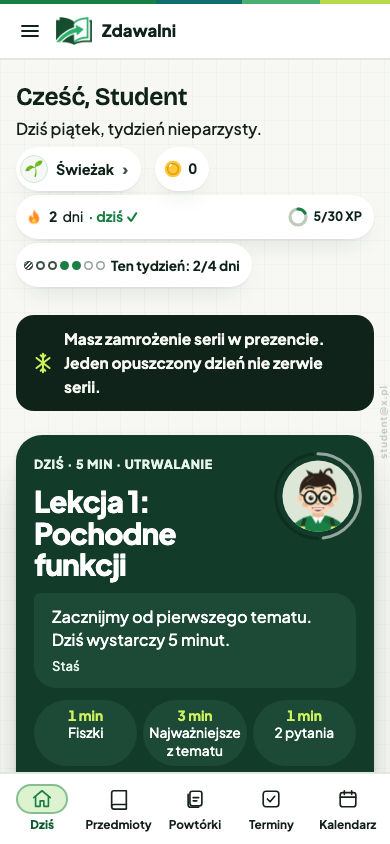 Zdawalni
Cześć, Student
Dziś piątek, tydzień nieparzysty.
Świeżak ›
0
2 dni · dziś ✓
5/30 XP
Ten tydzień: 2/4 dni
Masz zamrożenie serii w prezencie.
Jeden opuszczony dzień nie zerwie
serii.
student@x.pl
DZIŚ · 5 MIN · UTRWALANIE
Lekcja 1:
Pochodne
funkcji
Zacznijmy od pierwszego tematu.
Dziś wystarczy 5 minut.
Staś
1 min
Fiszki
3 min
Najważniejsze
z tematu
1 min
2 pytania
Dziś
Przedmioty
Powtórki
Terminy
Kalendarz